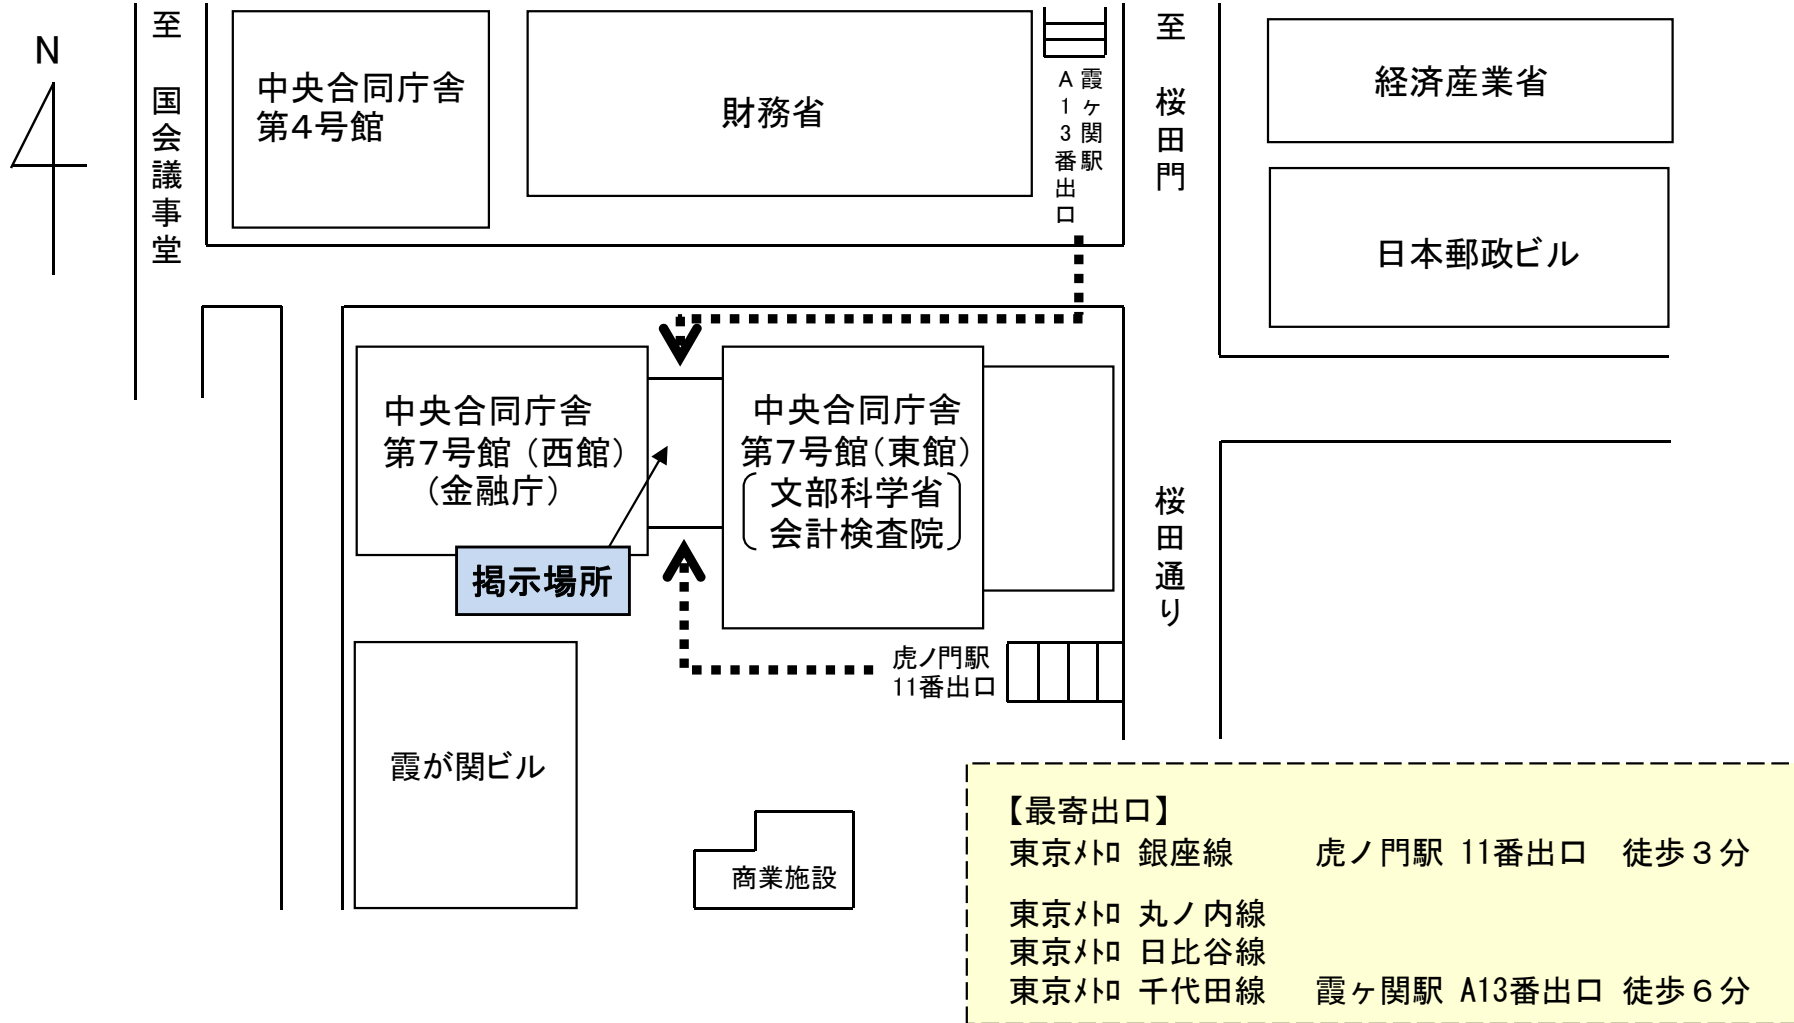 N
至　国会議事堂
中央合同庁舎
第4号館
財務省
霞ヶ関駅
A13番出口
至　桜田門
経済産業省
日本郵政ビル
中央合同庁舎
第7号館（西館）
（金融庁）
中央合同庁舎
第7号館（東館）
文部科学省
会計検査院
掲示場所
桜田通り
虎ノ門駅
11番出口
霞が関ビル
商業施設
【最寄出口】
東京ﾒﾄﾛ 銀座線　　虎ノ門駅 11番出口　徒歩３分
東京ﾒﾄﾛ 丸ノ内線
東京ﾒﾄﾛ 日比谷線
東京ﾒﾄﾛ 千代田線　霞ヶ関駅 A13番出口 徒歩６分